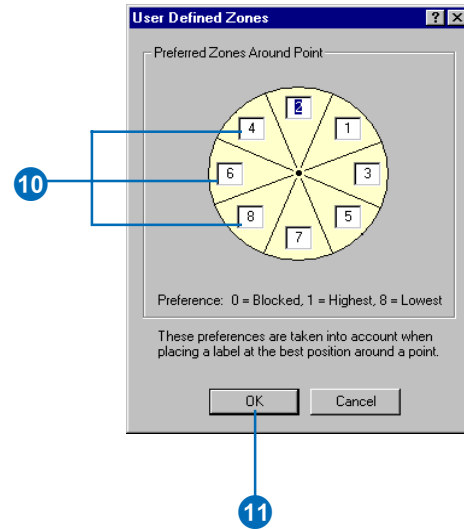 User Defined Zones
Preferred Zones Around Point
2
4 1
10 6 3
8 5
7
Preference: 0 = Blocked, 1 = Highest, 8 = Lowest
These preferences are taken into account when
placing a label at the best position around a point.
OK Cancel
11